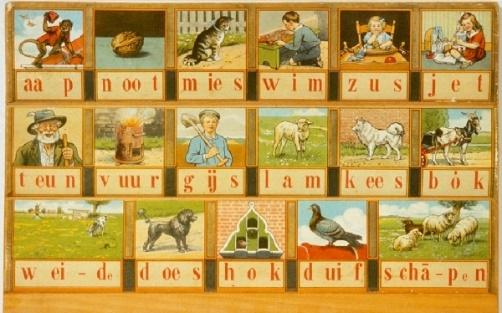 aap noot mies wim zus jet
teun vuur gijs lam kees bok
wei-de does hok duif schā-pen